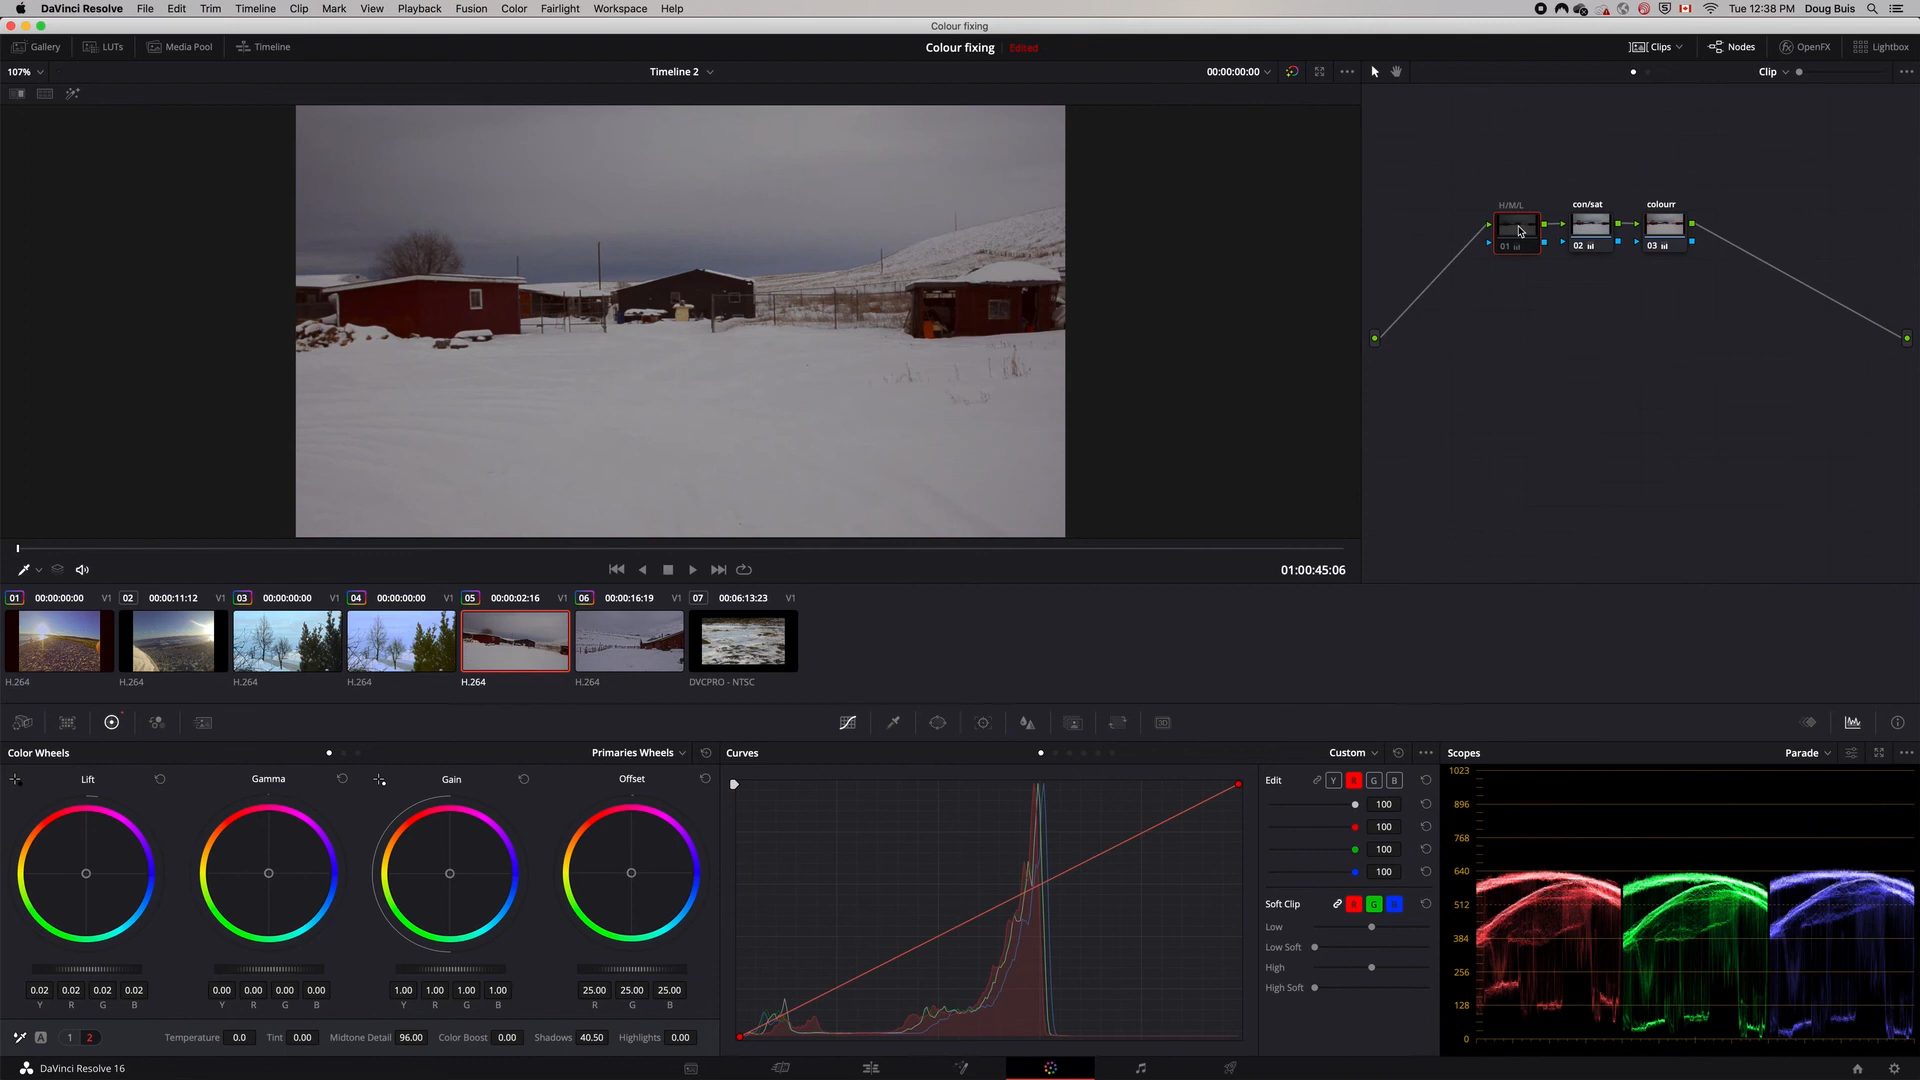 DaVinci Resolve File Edit Trim Timeline Clip Mark View Playback Fusion Color Fairlight Workspace Help Tue 12:38 PM Doug Buis
Colour fixing
Gallery LUTs Media Pool Timeline Colour fixing Edited Clips Nodes OpenFX Lightbox
107% Timeline 2 00:00:00:00 Clip
H/M/L con/sat colourr
01 02 03
01:00:45:06
01 00:00:00:00 V1 02 00:00:11:12 V1 03 00:00:00:00 V1 04 00:00:00:00 V1 05 00:00:02:16 V1 06 00:00:16:19 V1 07 00:06:13:23 V1
H.264 H.264 H.264 H.264 H.264 H.264 DVCPRO - NTSC
3D
Color Wheels Primaries Wheels Curves Custom Scopes Parade
Lift Gamma Gain Offset
Edit Y R G B
100
100
100
100
Soft Clip R G B
Low
Low Soft
High
High Soft
1023
896
768
640
512
384
256
128
0
0.02 0.02 0.02 0.02 0.00 0.00 0.00 0.00 1.00 1.00 1.00 1.00 25.00 25.00 25.00
Y R G B Y R G B Y R G B R G B
A 1 2 Temperature 0.0 Tint 0.00 Midtone Detail 96.00 Color Boost 0.00 Shadows 40.50 Highlights 0.00
DaVinci Resolve 16